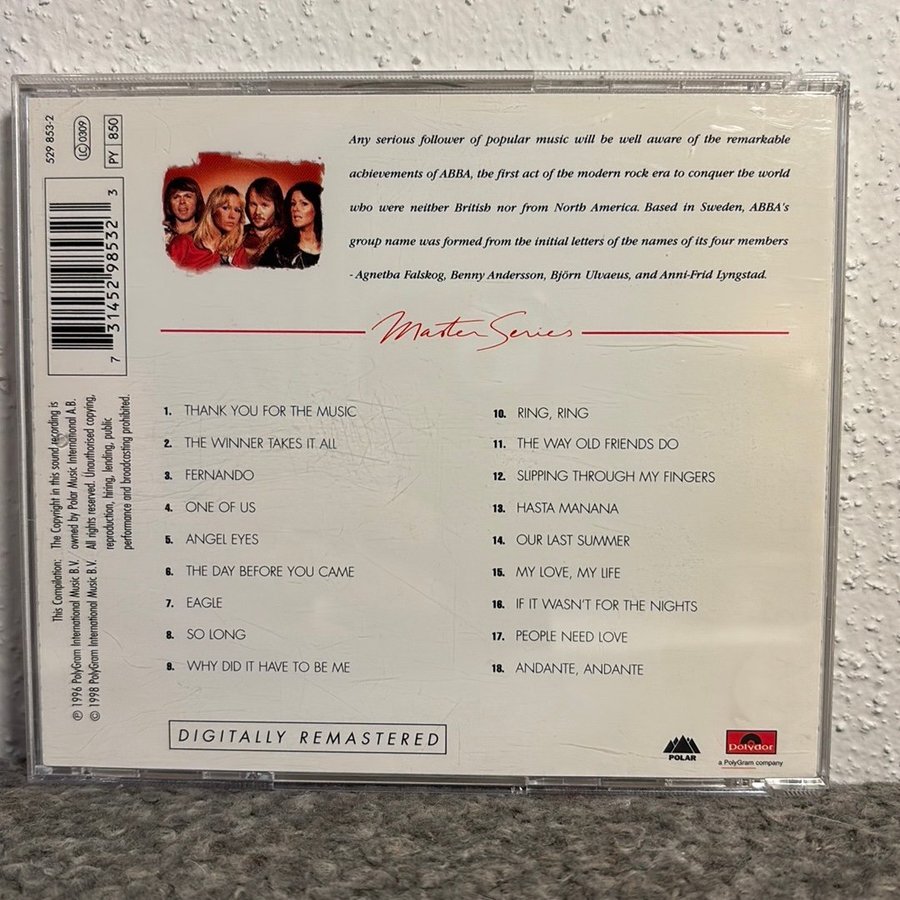 529 853-2
LC 0309
PY 850
7 31452 98532 3
Any serious follower of popular music will be well aware of the remarkable
achievements of ABBA, the first act of the modern rock era to conquer the world
who were neither British nor from North America. Based in Sweden, ABBA's
group name was formed from the initial letters of the names of its four members
- Agnetha Falskog, Benny Andersson, Björn Ulvaeus, and Anni-Frid Lyngstad.
Master Series
1. THANK YOU FOR THE MUSIC
2. THE WINNER TAKES IT ALL
3. FERNANDO
4. ONE OF US
5. ANGEL EYES
6. THE DAY BEFORE YOU CAME
7. EAGLE
8. SO LONG
9. WHY DID IT HAVE TO BE ME
10. RING, RING
11. THE WAY OLD FRIENDS DO
12. SLIPPING THROUGH MY FINGERS
13. HASTA MANANA
14. OUR LAST SUMMER
15. MY LOVE, MY LIFE
16. IF IT WASN'T FOR THE NIGHTS
17. PEOPLE NEED LOVE
18. ANDANTE, ANDANTE
This Compilation:
℗ 1996 PolyGram International Music B.V.
© 1998 PolyGram International Music B.V.
The Copyright in this sound recording is
owned by Polar Music International A.B.
All rights reserved. Unauthorised copying,
reproduction, hiring, lending, public
performance and broadcasting prohibited.
DIGITALLY REMASTERED
POLAR
polydor
a PolyGram company